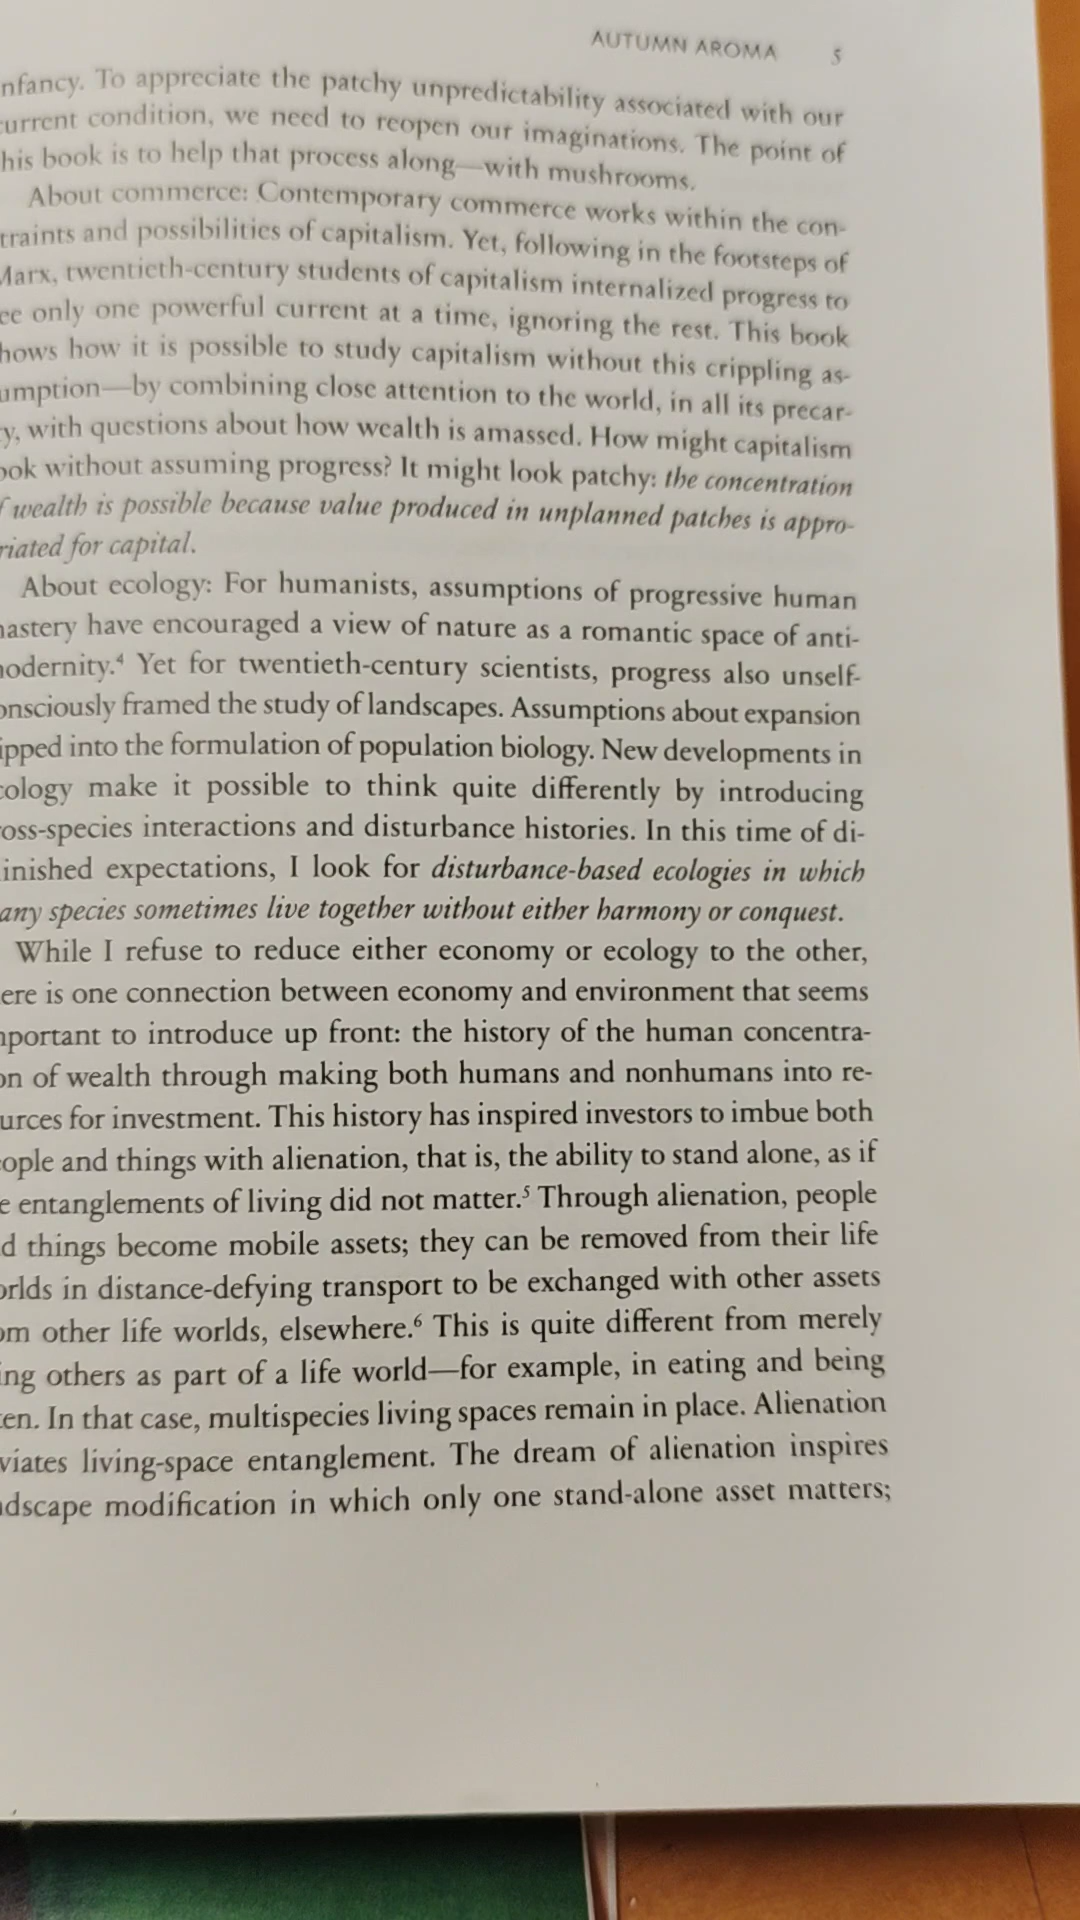 AUTUMN AROMA 5
nfancy. To appreciate the patchy unpredictability associated with our
urrent condition, we need to reopen our imaginations. The point of
his book is to help that process along—with mushrooms.
About commerce: Contemporary commerce works within the con-
traints and possibilities of capitalism. Yet, following in the footsteps of
Marx, twentieth-century students of capitalism internalized progress to
ee only one powerful current at a time, ignoring the rest. This book
hows how it is possible to study capitalism without this crippling as-
umption—by combining close attention to the world, in all its precar-
y, with questions about how wealth is amassed. How might capitalism
ook without assuming progress? It might look patchy: the concentration
f wealth is possible because value produced in unplanned patches is appro-
riated for capital.
About ecology: For humanists, assumptions of progressive human
nastery have encouraged a view of nature as a romantic space of anti-
nodernity.⁴ Yet for twentieth-century scientists, progress also unself-
onsciously framed the study of landscapes. Assumptions about expansion
ipped into the formulation of population biology. New developments in
cology make it possible to think quite differently by introducing
ross-species interactions and disturbance histories. In this time of di-
inished expectations, I look for disturbance-based ecologies in which
any species sometimes live together without either harmony or conquest.
While I refuse to reduce either economy or ecology to the other,
ere is one connection between economy and environment that seems
nportant to introduce up front: the history of the human concentra-
on of wealth through making both humans and nonhumans into re-
urces for investment. This history has inspired investors to imbue both
eople and things with alienation, that is, the ability to stand alone, as if
e entanglements of living did not matter.⁵ Through alienation, people
d things become mobile assets; they can be removed from their life
orlds in distance-defying transport to be exchanged with other assets
om other life worlds, elsewhere.⁶ This is quite different from merely
ing others as part of a life world—for example, in eating and being
en. In that case, multispecies living spaces remain in place. Alienation
viates living-space entanglement. The dream of alienation inspires
ndscape modification in which only one stand-alone asset matters;